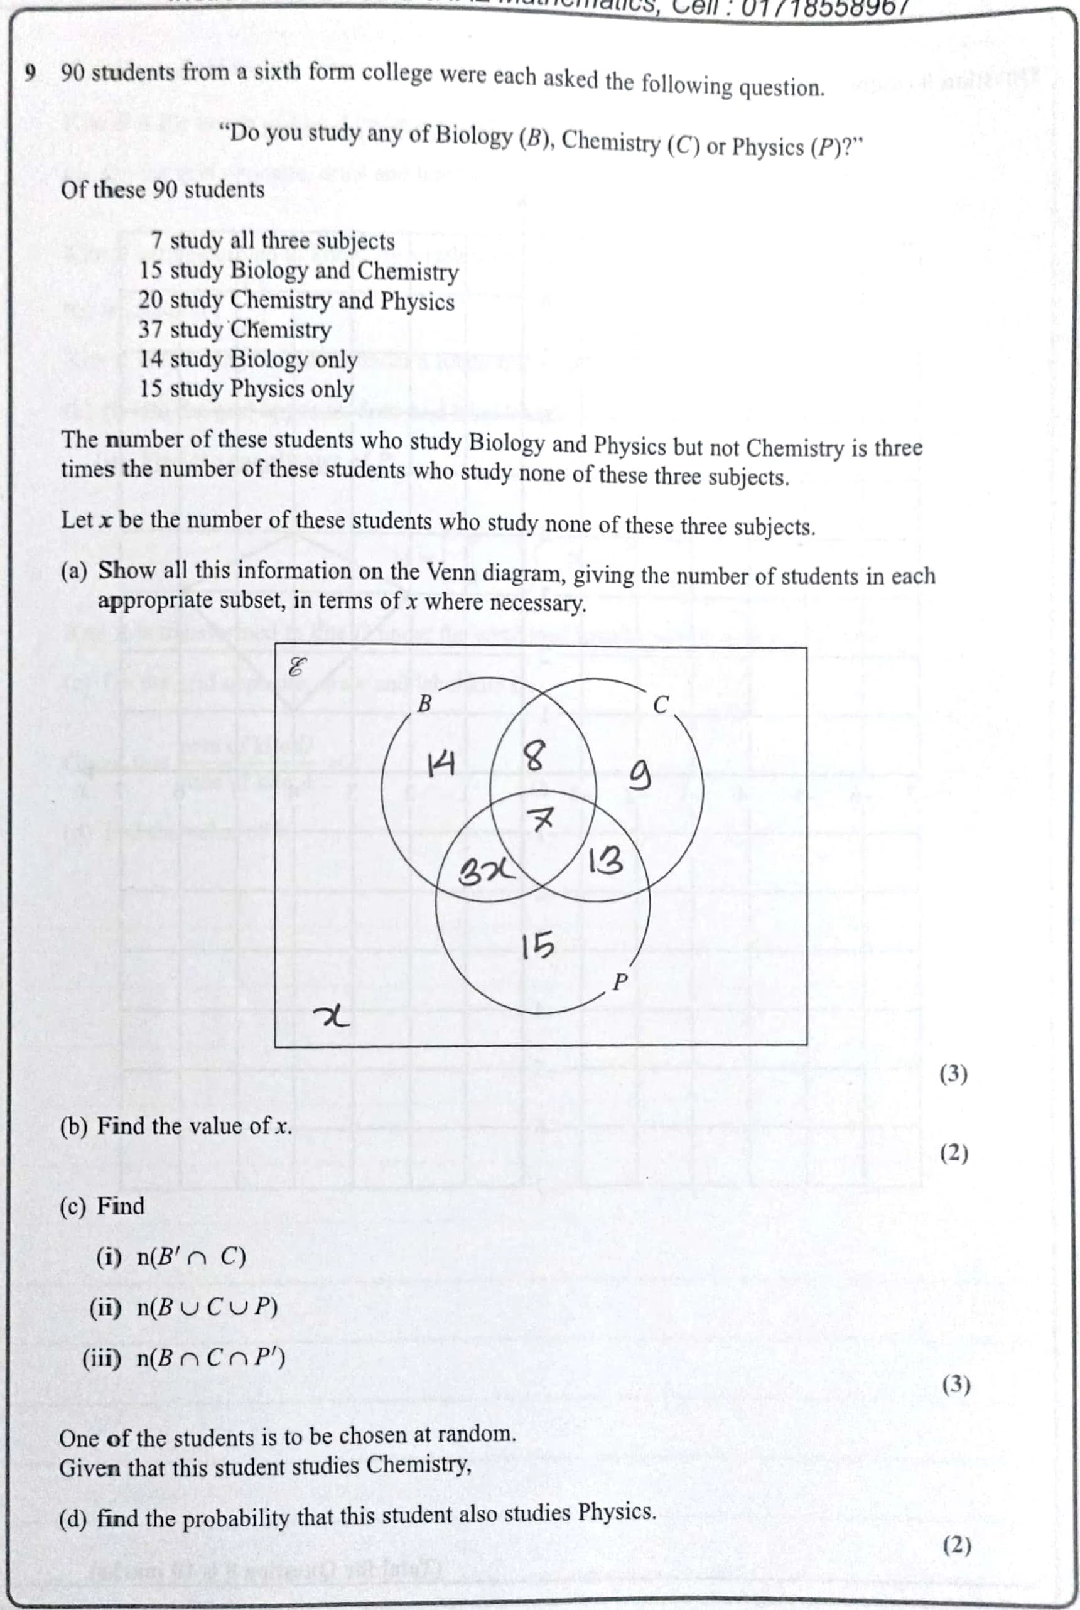 Cell : 01718558967
9 90 students from a sixth form college were each asked the following question.
“Do you study any of Biology (B), Chemistry (C) or Physics (P)?”
Of these 90 students
7 study all three subjects
15 study Biology and Chemistry
20 study Chemistry and Physics
37 study Chemistry
14 study Biology only
15 study Physics only
The number of these students who study Biology and Physics but not Chemistry is three
times the number of these students who study none of these three subjects.
Let x be the number of these students who study none of these three subjects.
(a) Show all this information on the Venn diagram, giving the number of students in each
appropriate subset, in terms of x where necessary.
ℰ
B C
14 8 9
7
3x 13
15
P
x
(3)
(b) Find the value of x.
(2)
(c) Find
(i) n(B′ ∩ C)
(ii) n(B ∪ C ∪ P)
(iii) n(B ∩ C ∩ P′)
(3)
One of the students is to be chosen at random.
Given that this student studies Chemistry,
(d) find the probability that this student also studies Physics.
(2)